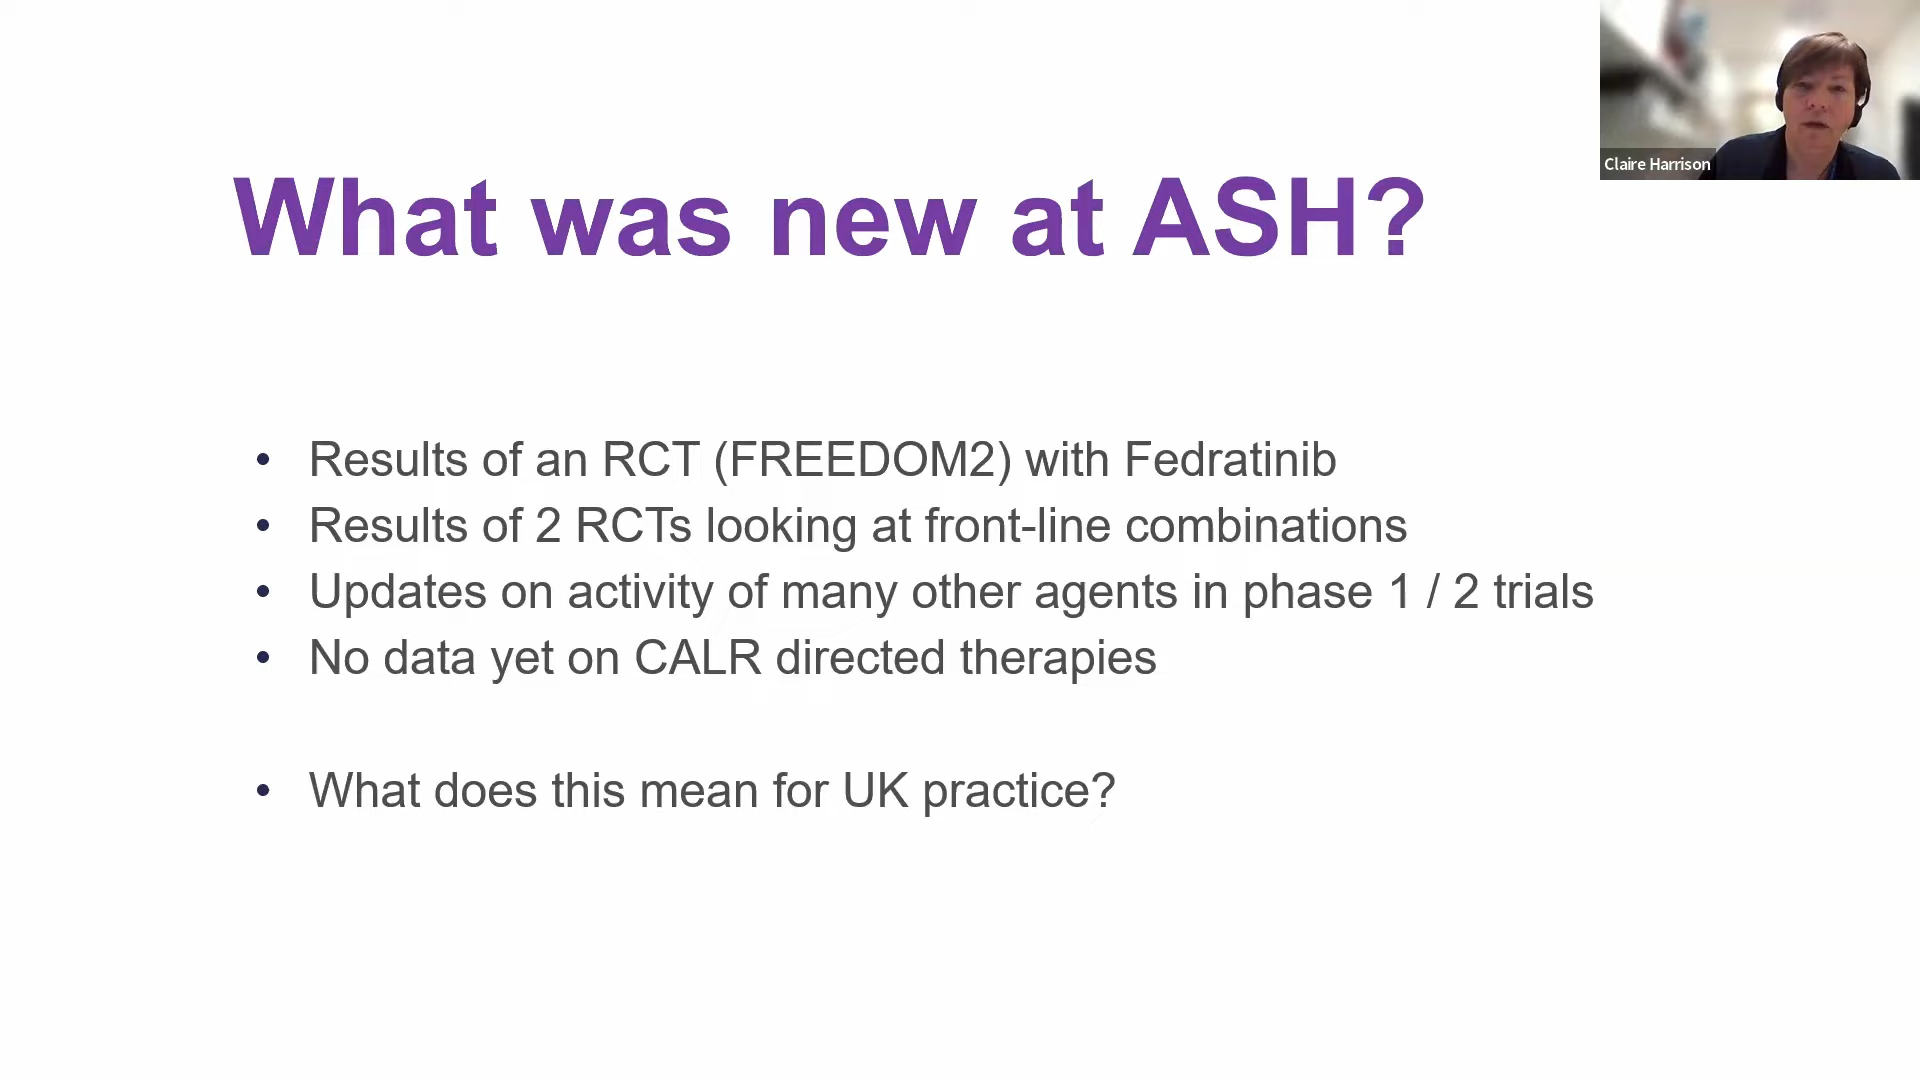 Claire Harrison
What was new at ASH?
• Results of an RCT (FREEDOM2) with Fedratinib
• Results of 2 RCTs looking at front-line combinations
• Updates on activity of many other agents in phase 1 / 2 trials
• No data yet on CALR directed therapies
• What does this mean for UK practice?